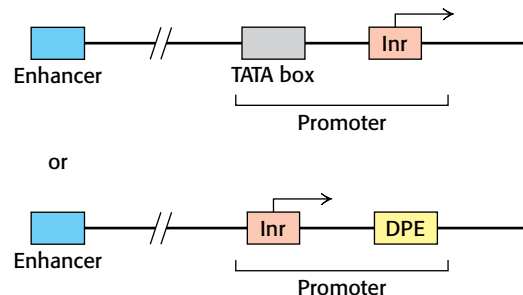 Inr
Enhancer
TATA box
Promoter
or
Inr
DPE
Enhancer
Promoter